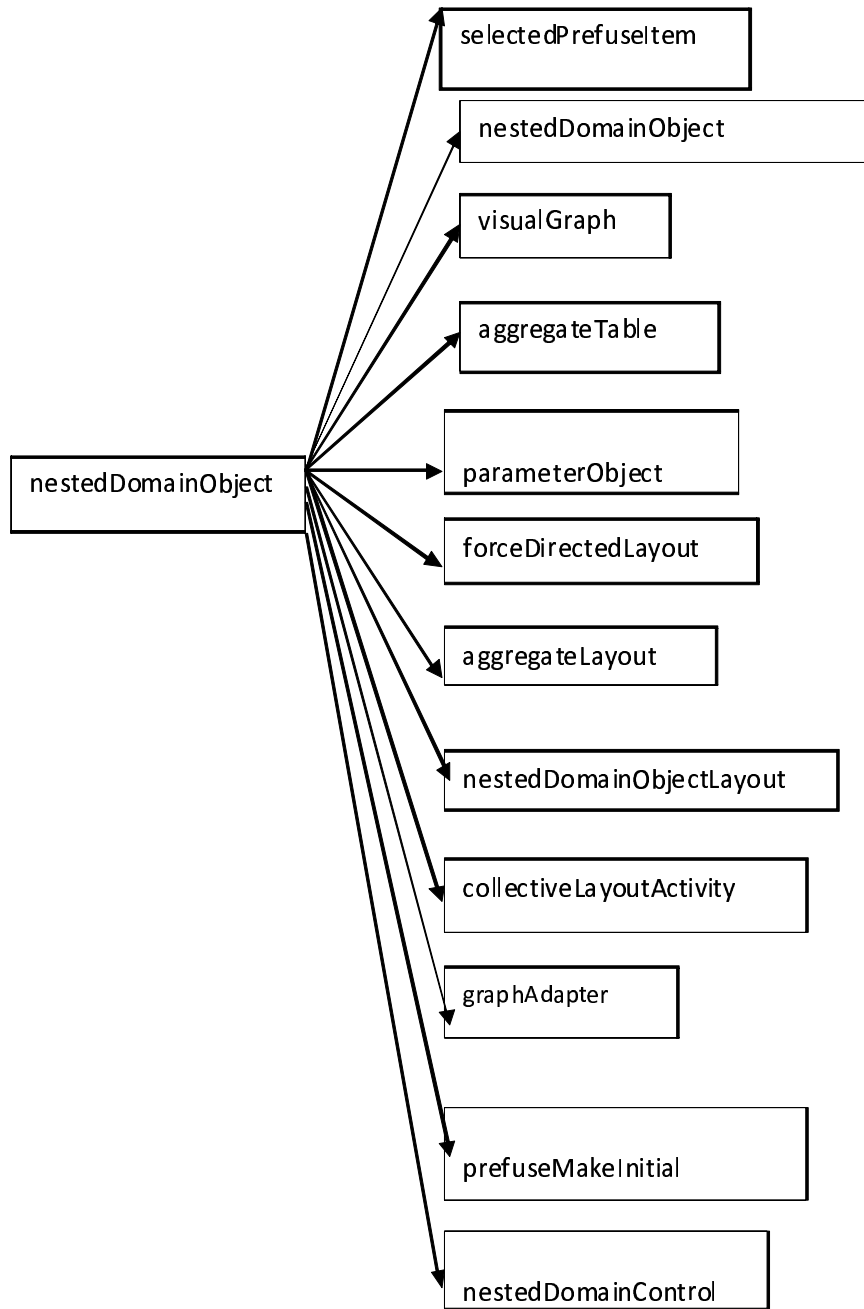 selectedPrefuseItem
nestedDomainObject
visualGraph
aggregateTable
parameterObject
nestedDomainObject
forceDirectedLayout
aggregateLayout
nestedDomainObjectLayout
collectiveLayoutActivity
graphAdapter
prefuseMakeInitial
nestedDomainControl